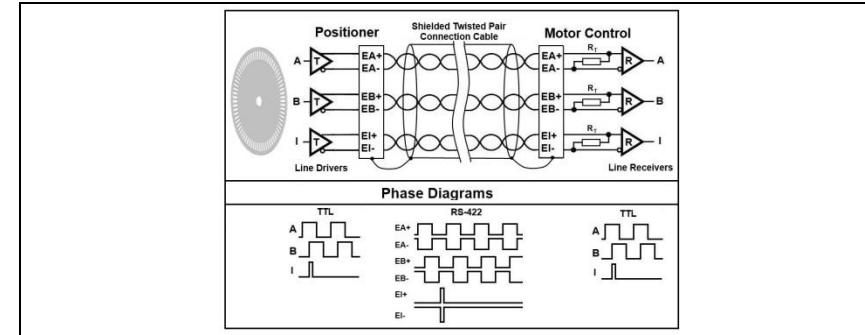 Positioner
Shielded Twisted Pair
Connection Cable
Motor Control
A T EA+ EA- EA+ EA- RT R A
B T EB+ EB- EB+ EB- RT R B
I T EI+ EI- EI+ EI- RT R I
Line Drivers
Line Receivers
Phase Diagrams
TTL
A
B
I
RS-422
EA+
EA-
EB+
EB-
EI+
EI-
TTL
A
B
I